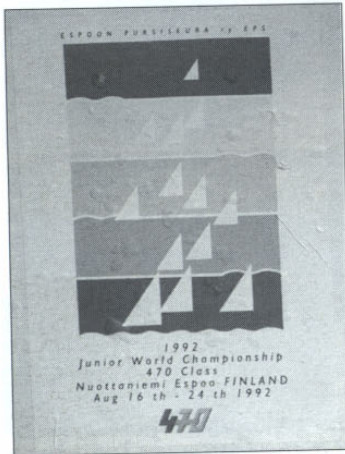 ESPOON PURSISEURA ry EPS
1992
Junior World Championship
470 Class
Nuottaniemi Espoo FINLAND
Aug 16 th - 24 th 1992
470